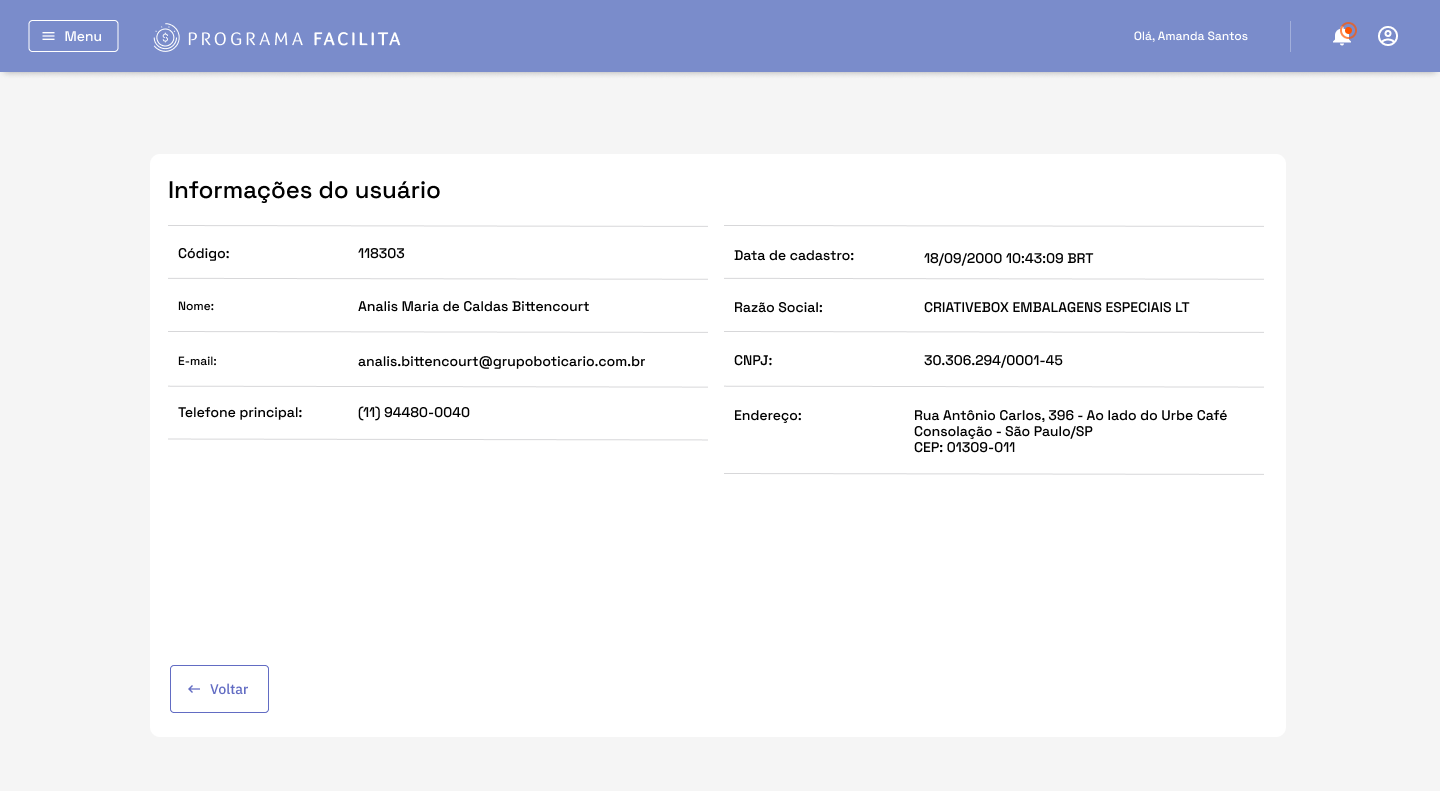 Menu
PROGRAMA FACILITA
Olá, Amanda Santos
Informações do usuário
Código: 118303
Nome: Analis Maria de Caldas Bittencourt
E-mail: analis.bittencourt@grupoboticario.com.br
Telefone principal: (11) 94480-0040
Data de cadastro: 18/09/2000 10:43:09 BRT
Razão Social: CRIATIVEBOX EMBALAGENS ESPECIAIS LT
CNPJ: 30.306.294/0001-45
Endereço: Rua Antônio Carlos, 396 - Ao lado do Urbe Café
Consolação - São Paulo/SP
CEP: 01309-011
Voltar